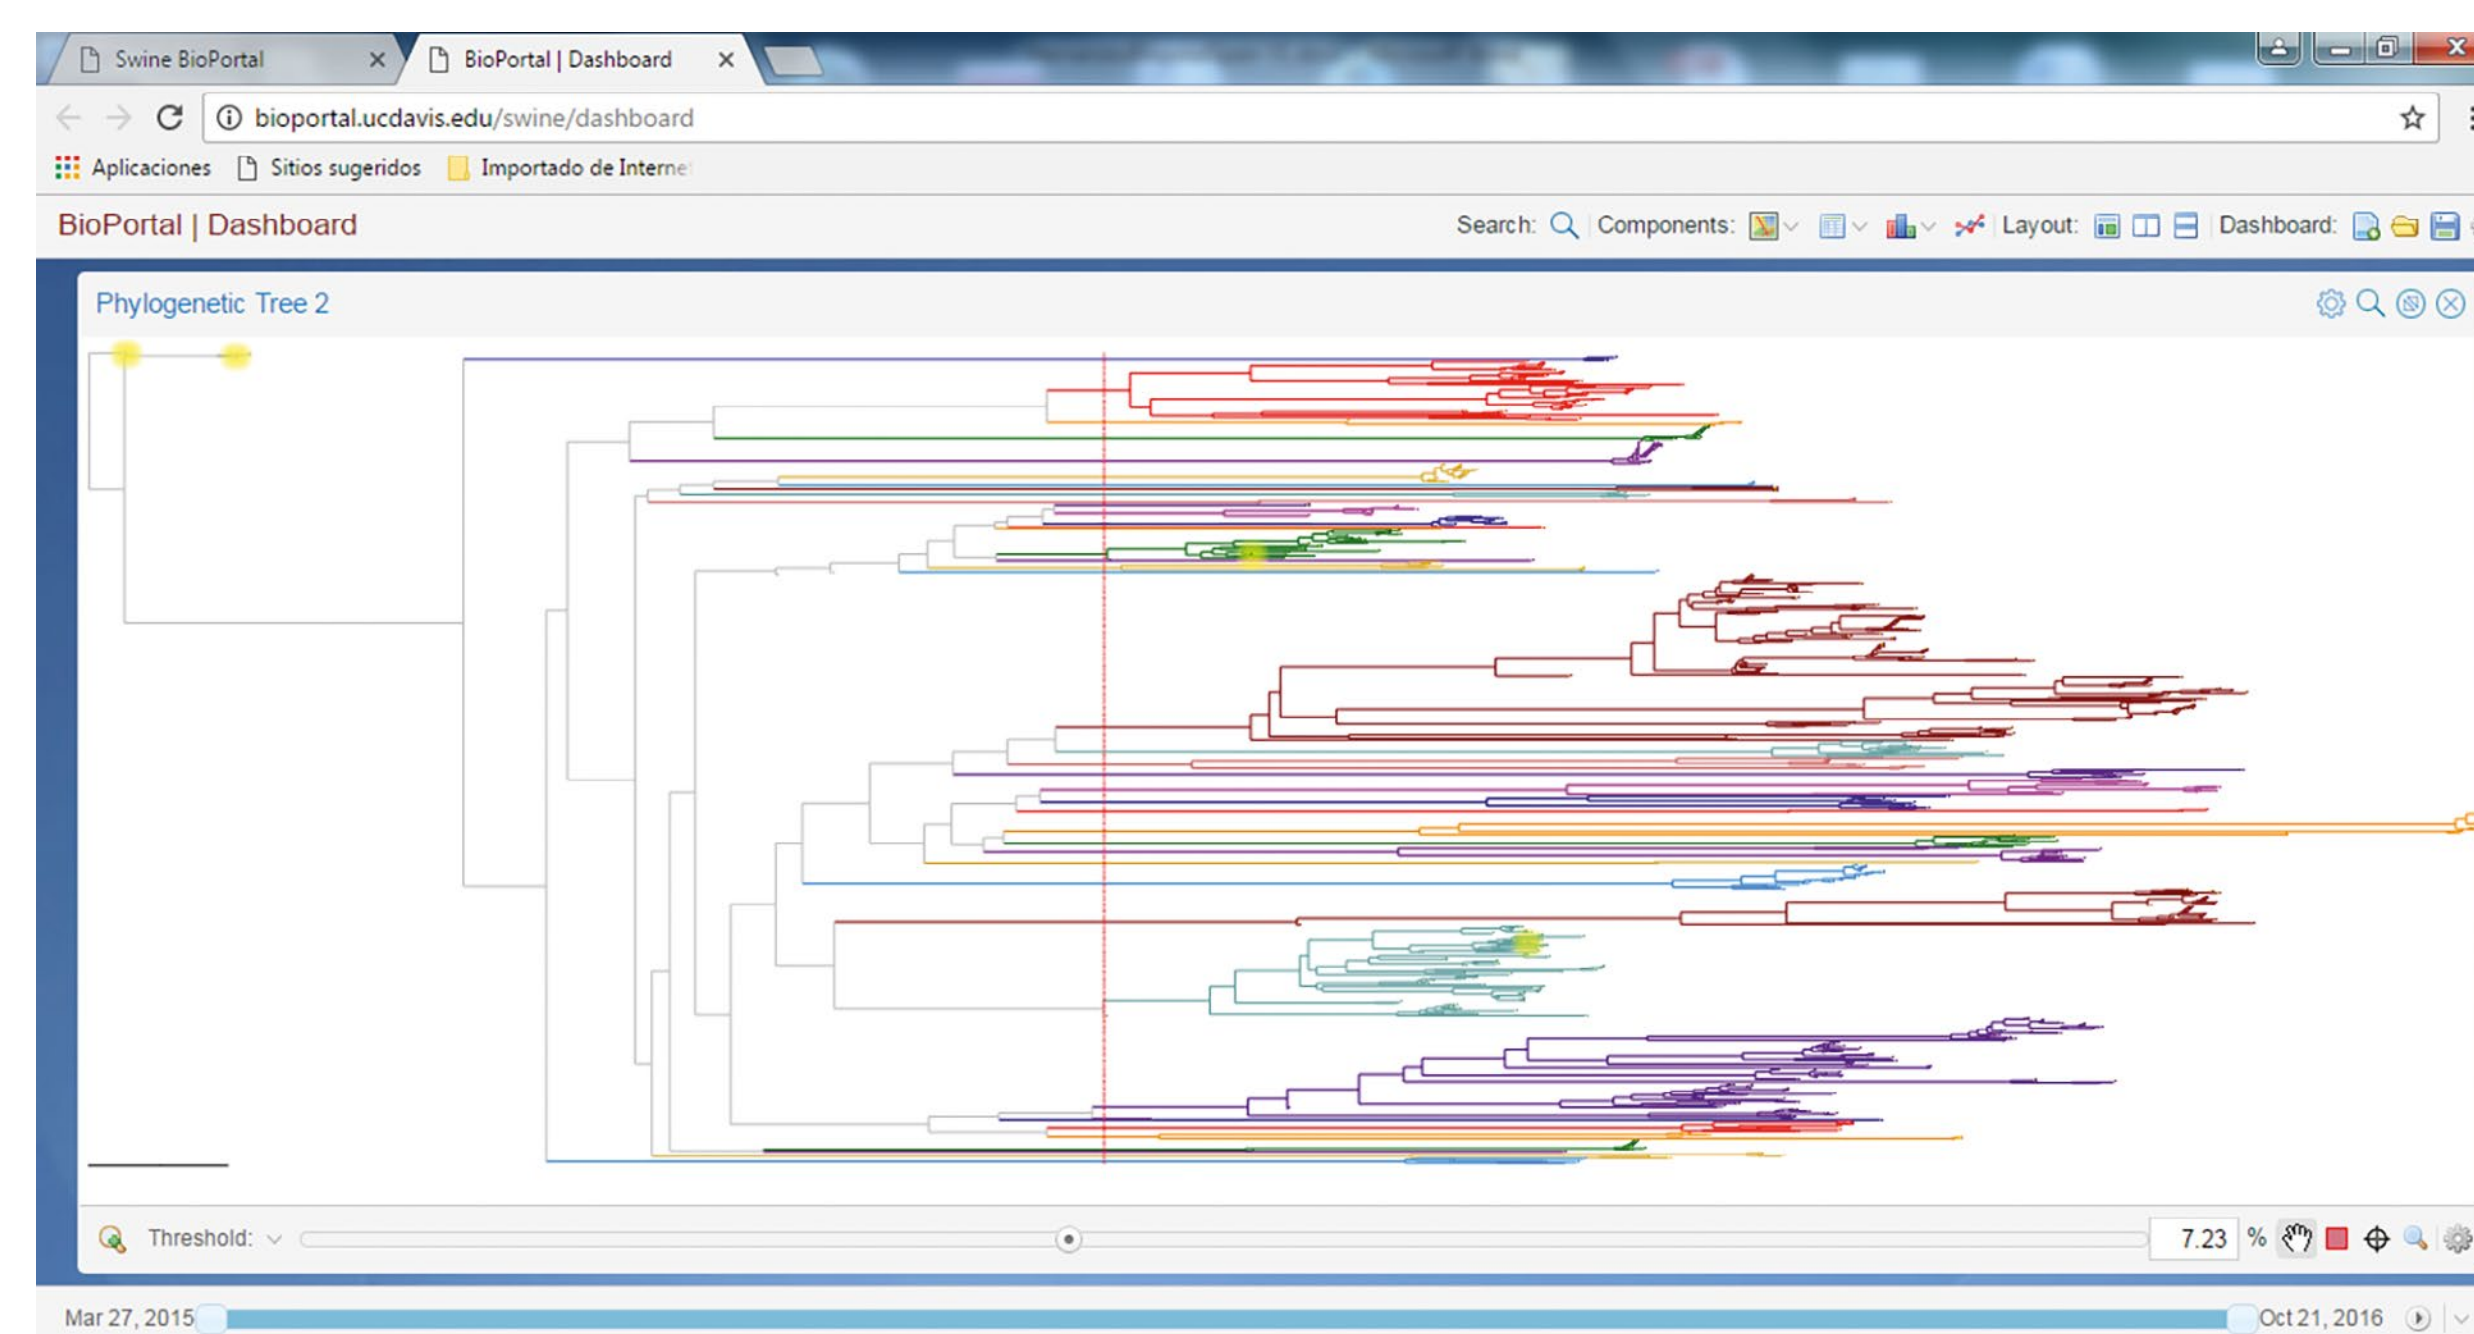 Swine BioPortal
BioPortal | Dashboard
bioportal.ucdavis.edu/swine/dashboard
Aplicaciones Sitios sugeridos Importado de Interne
BioPortal | Dashboard Search: Components: Layout: Dashboard:
Phylogenetic Tree 2
Threshold: 7.23 %
Mar 27, 2015 Oct 21, 2016